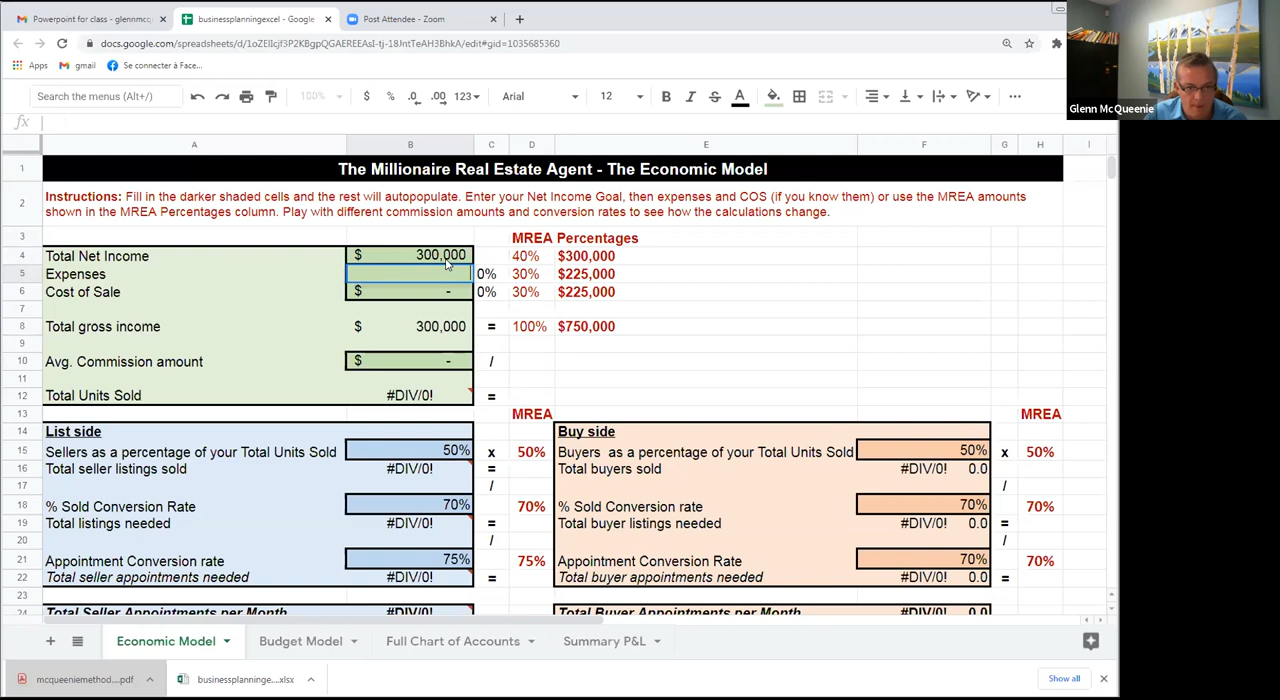 Powerpoint for class - glennmcq
businessplanningexcel - Google
Post Attendee - Zoom
docs.google.com/spreadsheets/d/
Apps
gmail
Se connecter à Face...
Search the menus (Alt+/)
100%
$
%
.0
.00
123
Arial
12
B
I
S
A
fx
A
B
C
D
E
F
G
H
I
1
The Millionaire Real Estate Agent - The Economic Model
2
Instructions: Fill in the darker shaded cells and the rest will autopopulate. Enter your Net Income Goal, then expenses and COS (if you know them) or use the MREA amounts
shown in the MREA Percentages column. Play with different commission amounts and conversion rates to see how the calculations change.
3
MREA Percentages
4
Total Net Income $ 300,000 40% $300,000
5
Expenses 0% 30% $225,000
6
Cost of Sale $ - 0% 30% $225,000
7
8
Total gross income $ 300,000 = 100% $750,000
9
10
Avg. Commission amount $ - /
11
12
Total Units Sold #DIV/0! =
13
MREA MREA
14
List side Buy side
15
Sellers as a percentage of your Total Units Sold 50% x 50% Buyers as a percentage of your Total Units Sold 50% x 50%
16
Total seller listings sold #DIV/0! = Total buyers sold #DIV/0! 0.0 =
17
/ /
18
% Sold Conversion Rate 70% 70% % Sold Conversion rate 70% 70%
19
Total listings needed #DIV/0! = Total buyer listings needed #DIV/0! 0.0 =
20
/ /
21
Appointment Conversion rate 75% 75% Appointment Conversion Rate 70% 70%
22
Total seller appointments needed #DIV/0! = Total buyer appointments needed #DIV/0! 0.0 =
23
24
Total Seller Appointments per Month #DIV/0! Total Buyer Appointments Per Month #DIV/0! 0.0
Economic Model
Budget Model
Full Chart of Accounts
Summary P&L
mcqueeniemethod....pdf
businessplanninge....xlsx
Show all
Glenn McQueenie